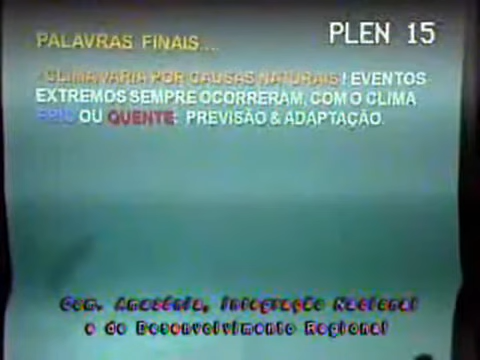 PALAVRAS FINAIS...
PLEN 15
- CLIMA VARIA POR CAUSAS NATURAIS! EVENTOS
EXTREMOS SEMPRE OCORRERAM, COM O CLIMA
FRIO OU QUENTE: PREVISÃO & ADAPTAÇÃO.
Com. Amazônia, Integração Nacional
e de Desenvolvimento Regional